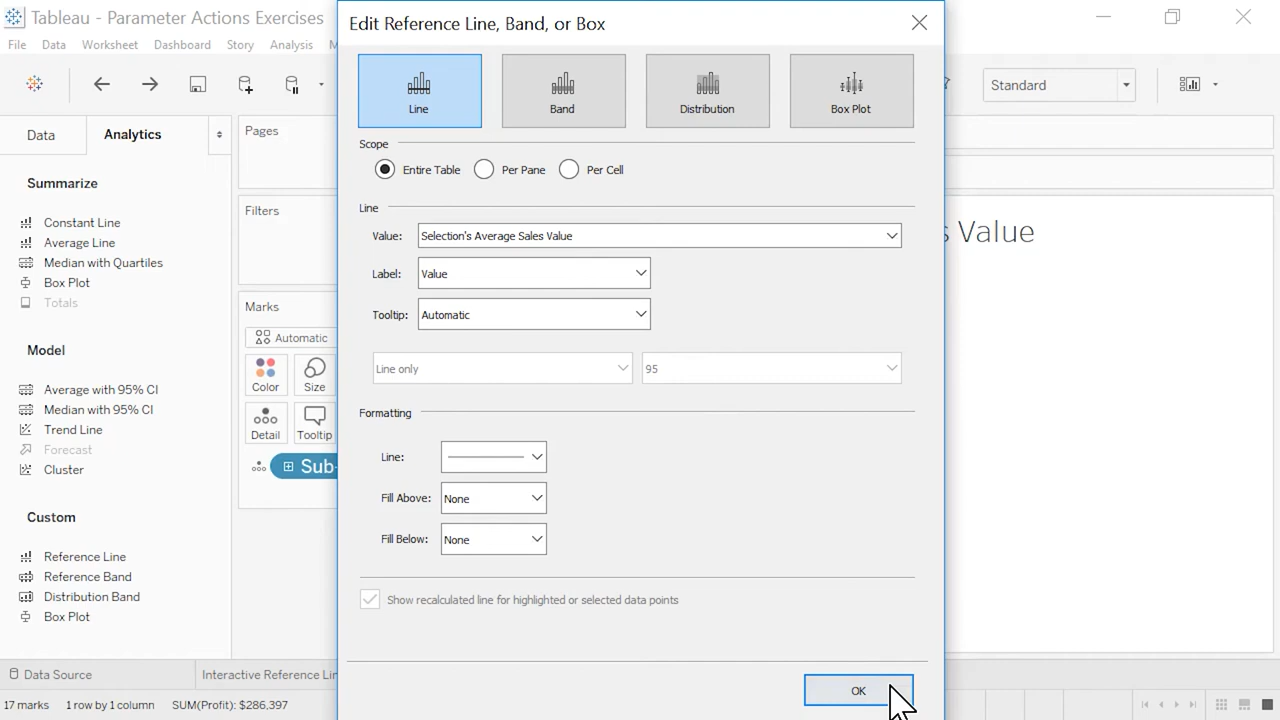 Tableau - Parameter Actions Exercises
File Data Worksheet Dashboard Story Analysis
Standard
Data Analytics
Summarize
Constant Line
Average Line
Median with Quartiles
Box Plot
Totals
Model
Average with 95% CI
Median with 95% CI
Trend Line
Forecast
Cluster
Custom
Reference Line
Reference Band
Distribution Band
Box Plot
Pages
Filters
Marks
Automatic
Color Size
Detail Tooltip
Sub-
Edit Reference Line, Band, or Box
Line Band Distribution Box Plot
Scope
Entire Table Per Pane Per Cell
Line
Value: Selection's Average Sales Value
Label: Value
Tooltip: Automatic
Line only 95
Formatting
Line:
Fill Above: None
Fill Below: None
Show recalculated line for highlighted or selected data points
OK
s Value
Data Source Interactive Reference Lin
17 marks 1 row by 1 column SUM(Profit): $286,397